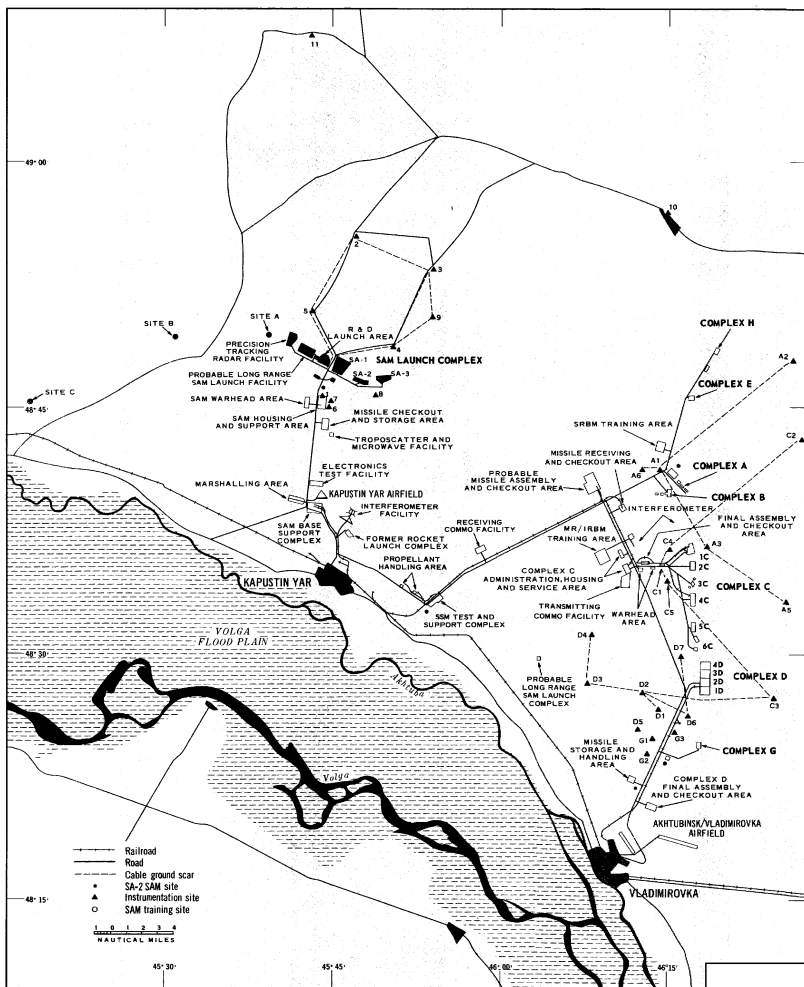 11
49° 00'
10
2
3
5
9
SITE A
SITE B
R & D
LAUNCH AREA
COMPLEX H
PRECISION
TRACKING
RADAR FACILITY
4
SA-1
SAM LAUNCH COMPLEX
A2
PROBABLE LONG RANGE
SAM LAUNCH FACILITY
SA-2
SA-3
COMPLEX E
SITE C
SAM WAREHEAD AREA
1
7
6
8
48° 45'
MISSILE CHECKOUT
AND STORAGE AREA
SAM HOUSING
AND SUPPORT AREA
SRBM TRAINING AREA
C2
TROPOSCATTER AND
MICROWAVE FACILITY
MISSILE RECEIVING
AND CHECKOUT AREA
A1
A6
COMPLEX A
ELECTRONICS
TEST FACILITY
PROBABLE
MISSILE ASSEMBLY
AND CHECKOUT AREA
MARSHALLING AREA
KAPUSTIN YAR AIRFIELD
COMPLEX B
INTERFEROMETER
FACILITY
INTERFEROMETER
FINAL ASSEMBLY
AND CHECKOUT
AREA
SAM BASE
SUPPORT
COMPLEX
FORMER ROCKET
LAUNCH COMPLEX
RECEIVING
COMMO FACILITY
MR/IRBM
TRAINING AREA
C4
A3
1C
2C
PROPELLANT
HANDLING AREA
COMPLEX C
ADMINISTRATION, HOUSING
AND SERVICE AREA
KAPUSTIN YAR
C1
3C
COMPLEX C
4C
C5
A5
TRANSMITTING
COMMO FACILITY
WARHEAD
AREA
SSM TEST AND
SUPPORT COMPLEX
5C
VOLGA
FLOOD PLAIN
D4
6C
48° 30'
D7
PROBABLE
LONG RANGE
SAM LAUNCH
COMPLEX
4D
3D
2D
1D
COMPLEX D
Akhtuba
D3
D2
C3
D1
D6
D5
G1
G3
G2
COMPLEX G
MISSILE
STORAGE AND
HANDLING
AREA
Volga
COMPLEX D
FINAL ASSEMBLY
AND CHECKOUT AREA
AKHTUBINSK/VLADIMIROVKA
AIRFIELD
Railroad
Road
Cable ground scar
SA-2 SAM site
Instrumentation site
SAM training site
VLADIMIROVKA
48° 15'
1 0 1 2 3 4
NAUTICAL MILES
45° 30'
45° 45'
46° 00'
46° 15'